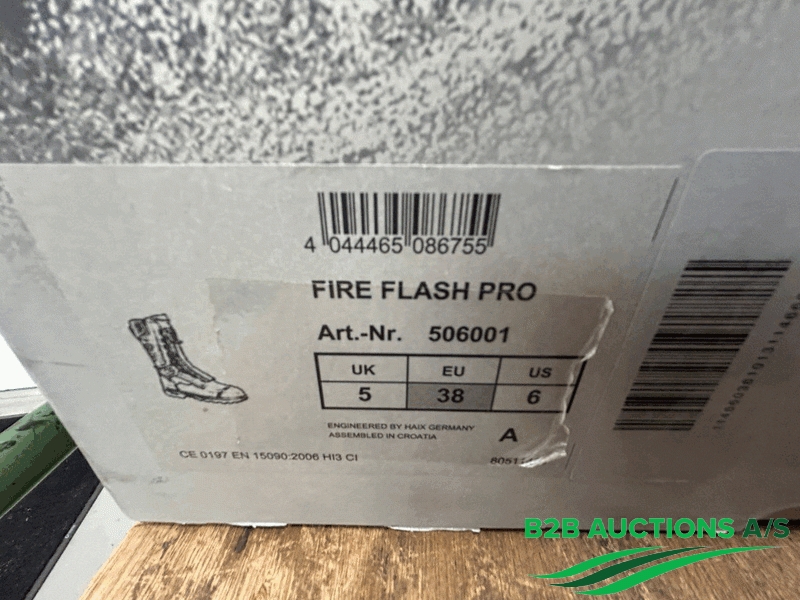 4 044465 086755
FIRE FLASH PRO
Art.-Nr. 506001
UK EU US
5 38 6
ENGINEERED BY HAIX GERMANY
ASSEMBLED IN CROATIA
A
CE 0197 EN 15090:2006 HI3 CI
B2B AUCTIONS A/S